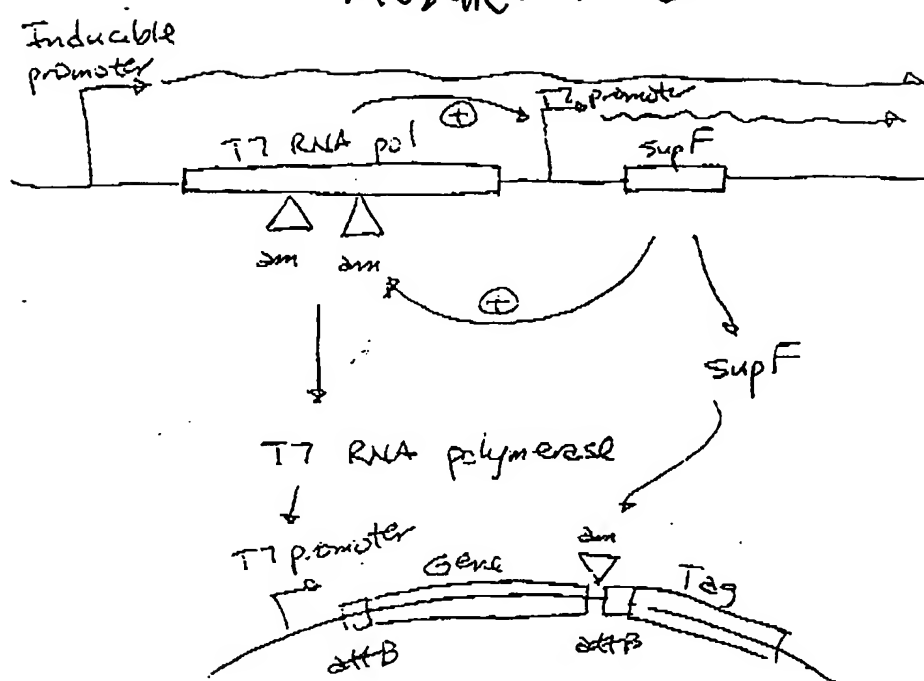 Inducible
promoter
T7 promoter
+
T7 RNA pol
supF
am am
+
supF
T7 RNA polymerase
am
T7 promoter
Gene
Tag
attB
attB